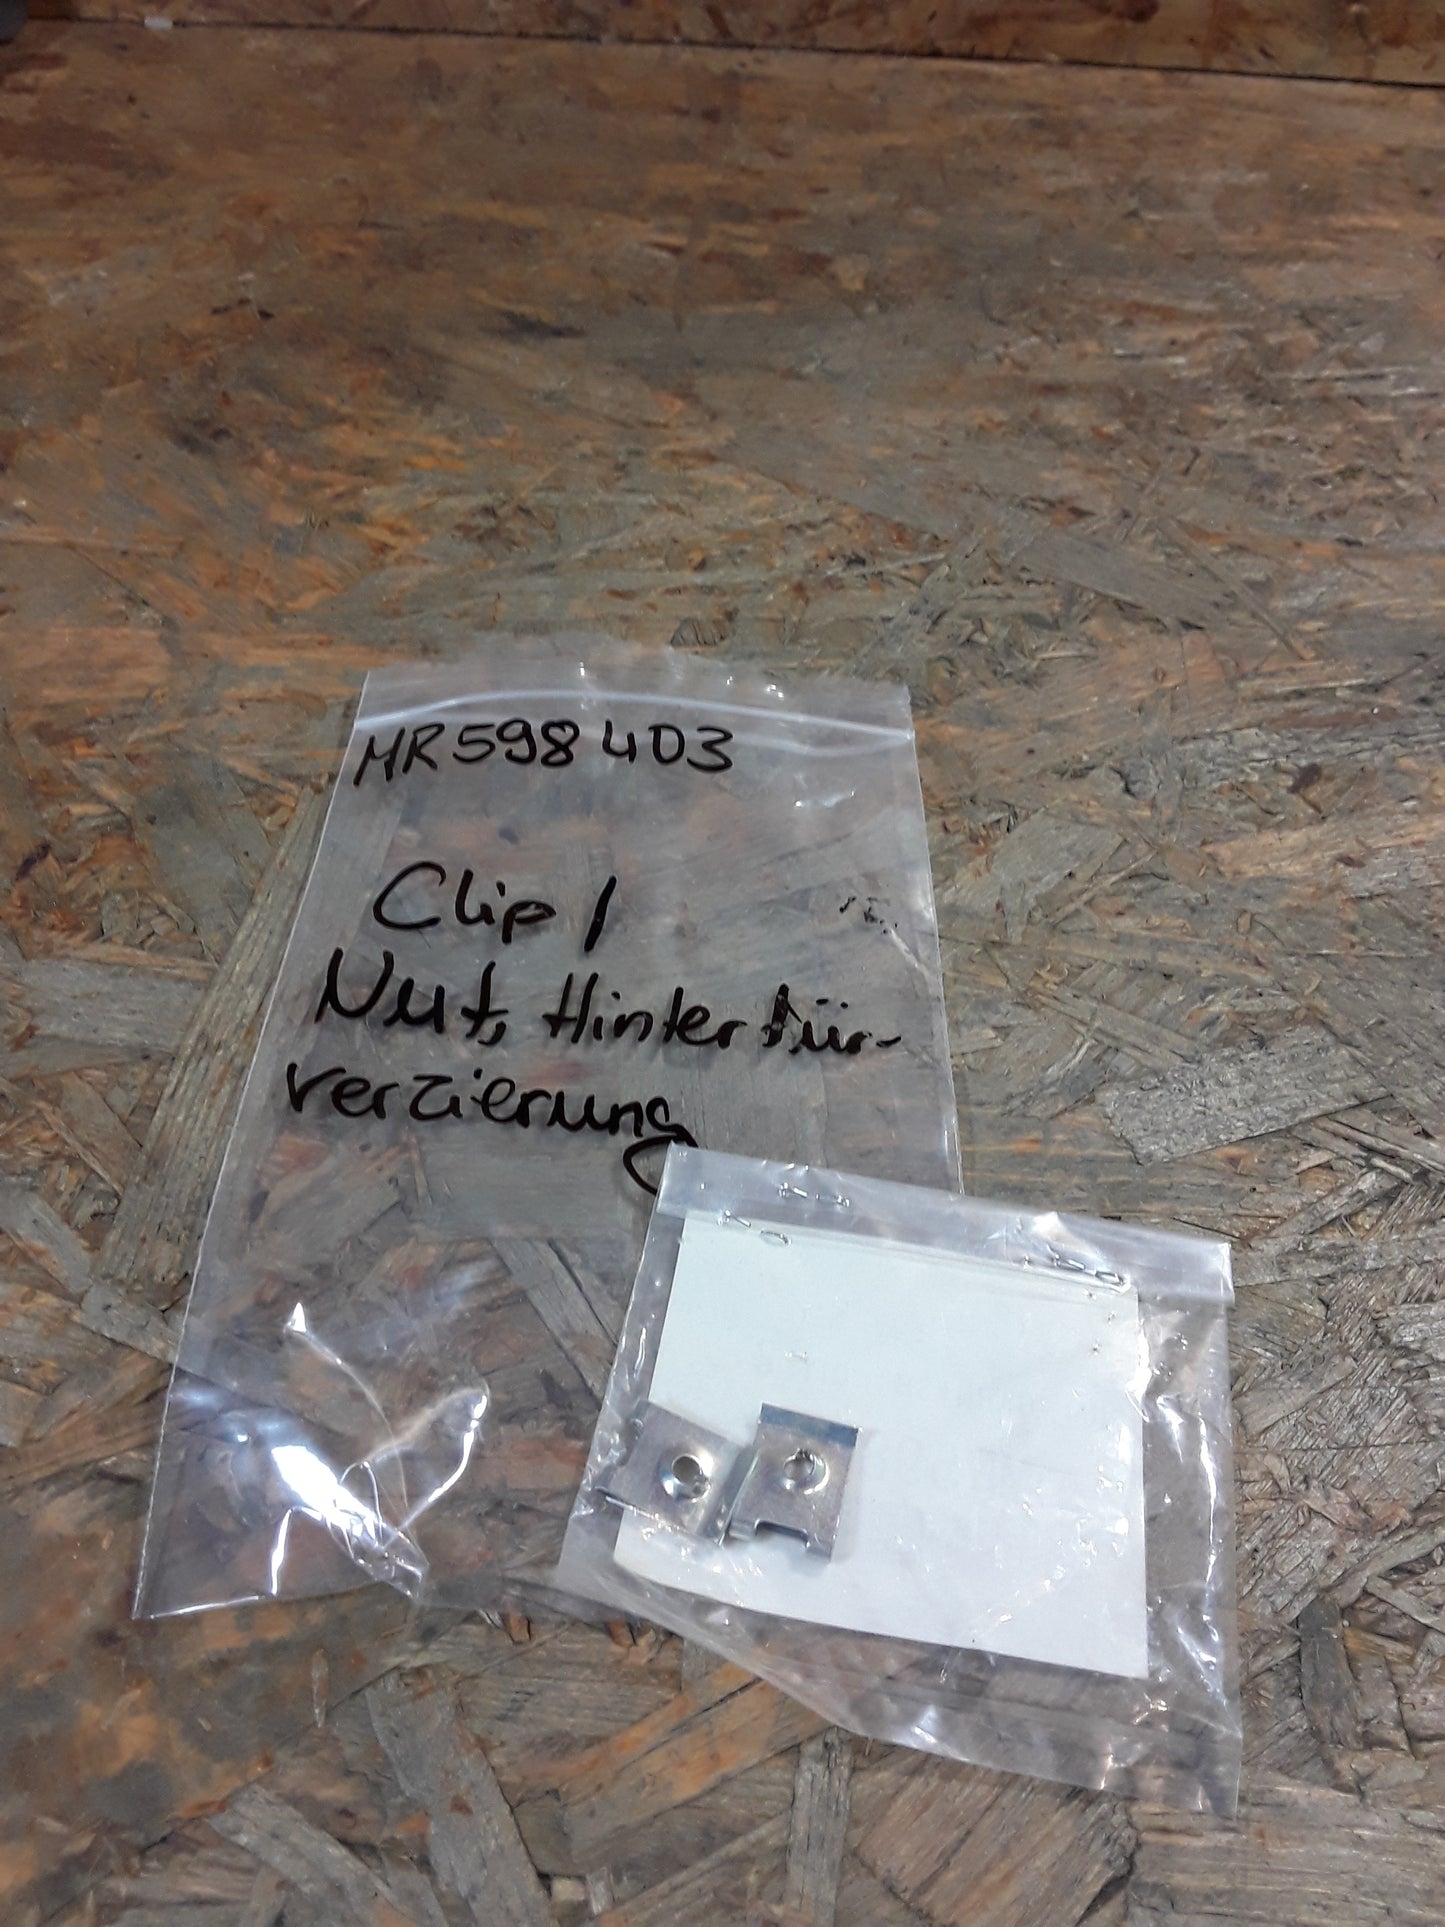 MR598403
Clip /
Nut, Hintertür-
verzierung